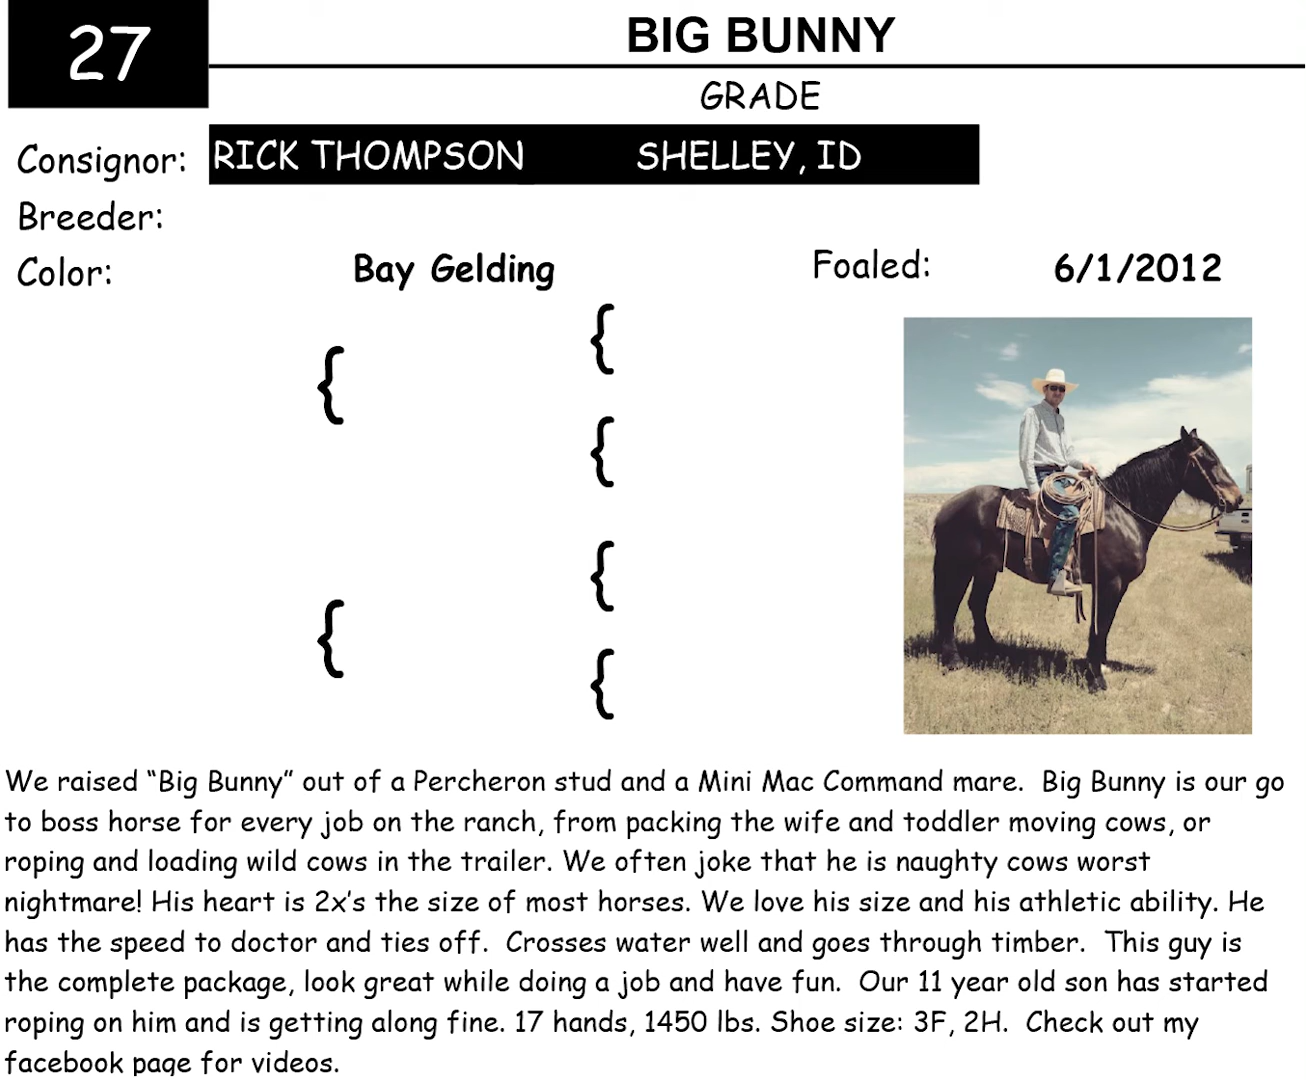 27
BIG BUNNY
GRADE
Consignor: RICK THOMPSON SHELLEY, ID
Breeder:
Color: Bay Gelding Foaled: 6/1/2012
{
{
{
{
{
{
We raised “Big Bunny” out of a Percheron stud and a Mini Mac Command mare. Big Bunny is our go
to boss horse for every job on the ranch, from packing the wife and toddler moving cows, or
roping and loading wild cows in the trailer. We often joke that he is naughty cows worst
nightmare! His heart is 2x’s the size of most horses. We love his size and his athletic ability. He
has the speed to doctor and ties off. Crosses water well and goes through timber. This guy is
the complete package, look great while doing a job and have fun. Our 11 year old son has started
roping on him and is getting along fine. 17 hands, 1450 lbs. Shoe size: 3F, 2H. Check out my
facebook page for videos.